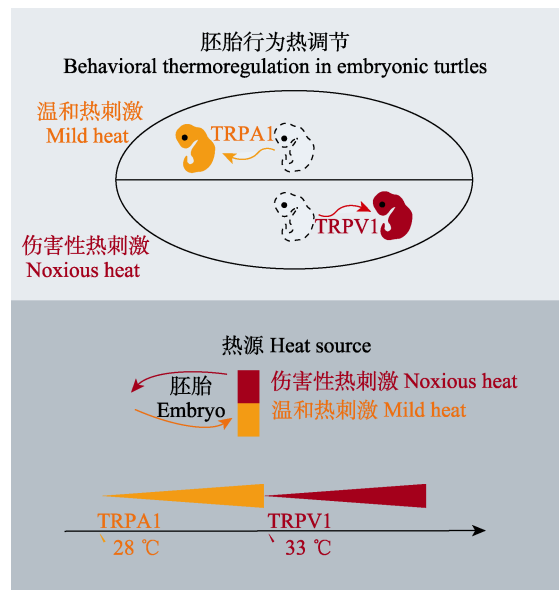 胚胎行为热调节
Behavioral thermoregulation in embryonic turtles
温和热刺激
Mild heat
TRPA1
TRPV1
伤害性热刺激
Noxious heat
热源 Heat source
胚胎
Embryo
伤害性热刺激 Noxious heat
温和热刺激 Mild heat
TRPA1
28 ℃
TRPV1
33 ℃